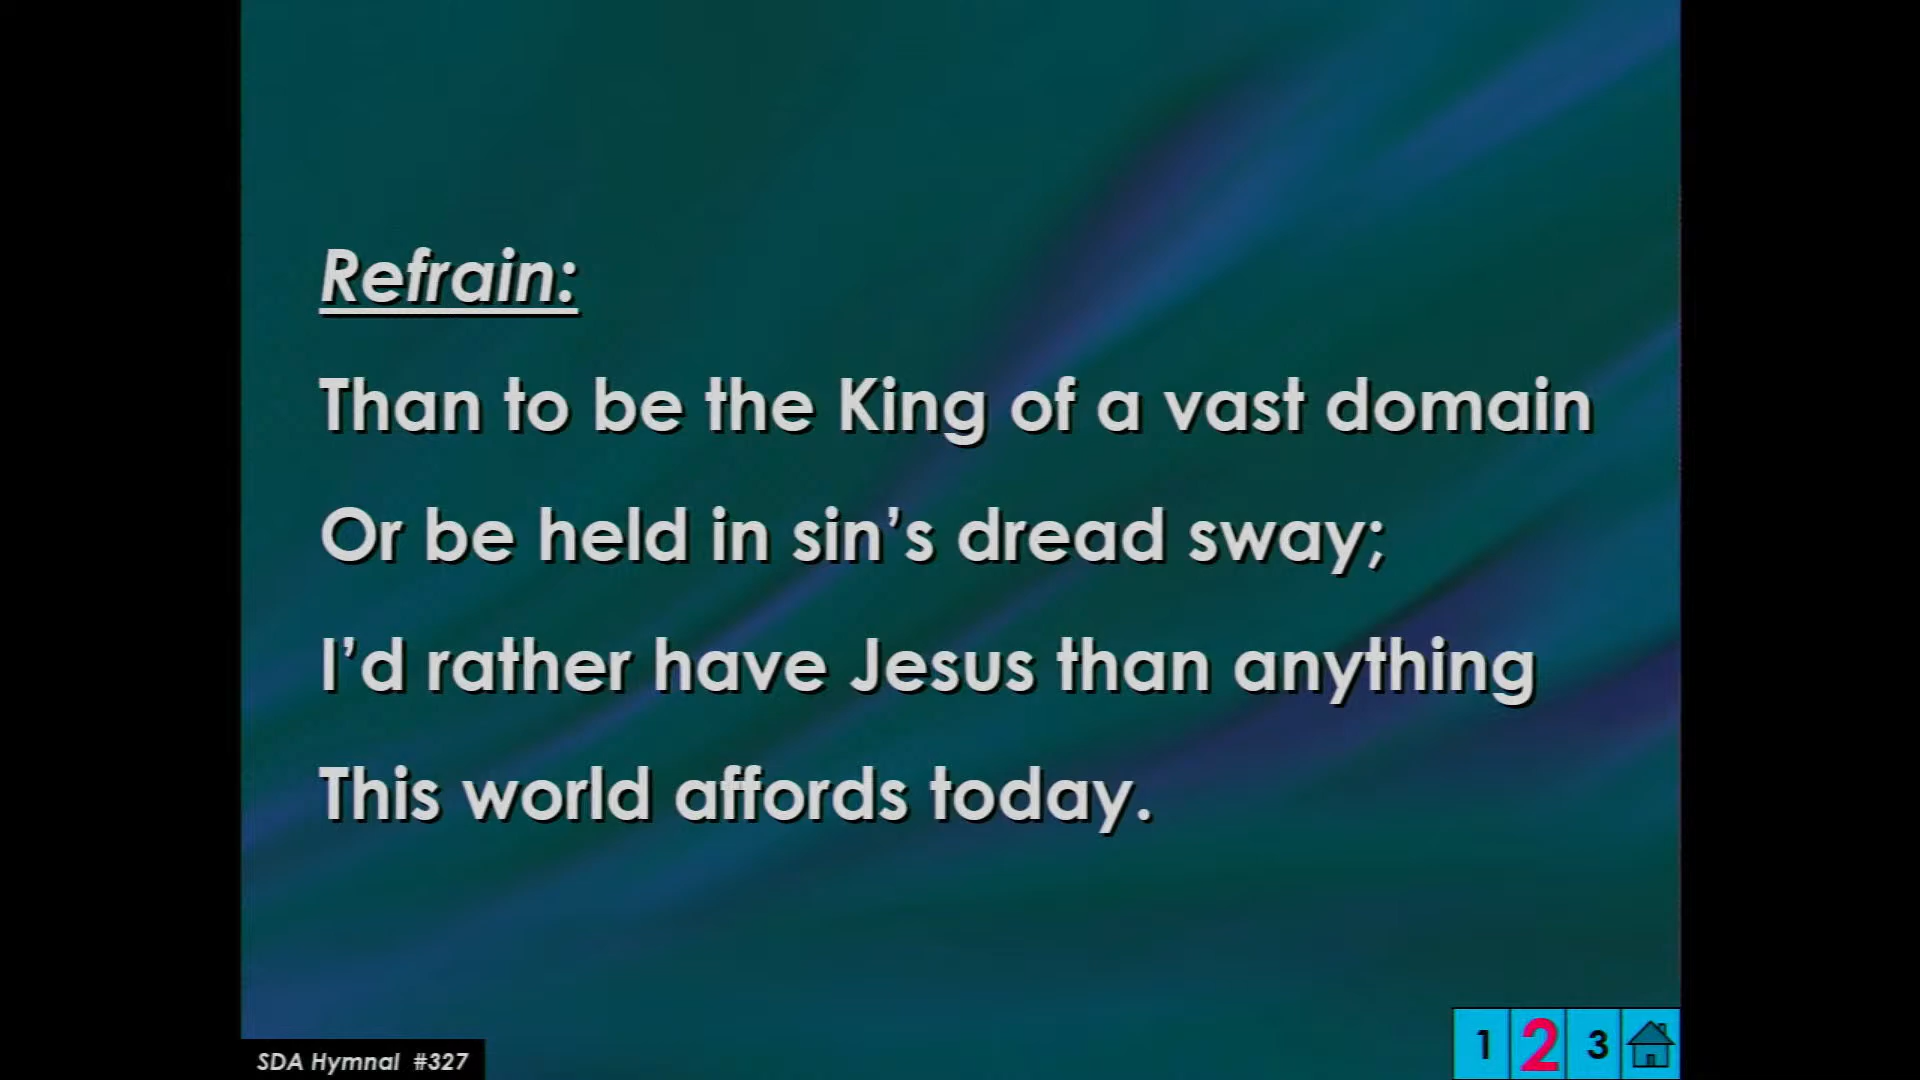 Refrain:
Than to be the King of a vast domain
Or be held in sin’s dread sway;
I’d rather have Jesus than anything
This world affords today.
SDA Hymnal #327
1 2 3